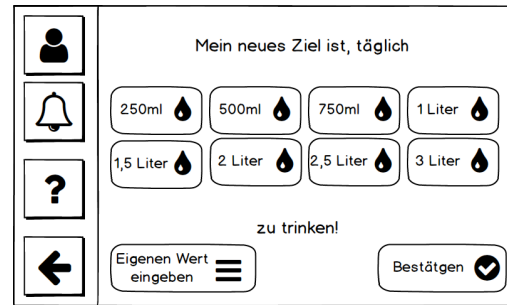 Mein neues Ziel ist, täglich
250ml 500ml 750ml 1 Liter
1,5 Liter 2 Liter 2,5 Liter 3 Liter
?
zu trinken!
Eigenen Wert
eingeben
Bestätgen